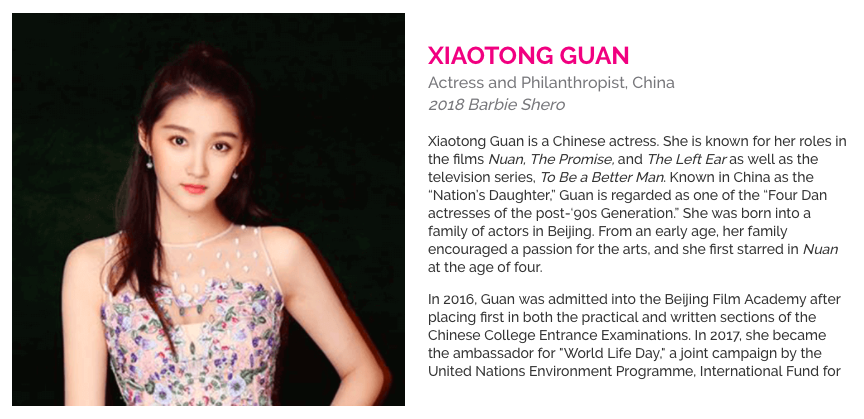 XIAOTONG GUAN
Actress and Philanthropist, China
2018 Barbie Shero
Xiaotong Guan is a Chinese actress. She is known for her roles in
the films Nuan, The Promise, and The Left Ear as well as the
television series, To Be a Better Man. Known in China as the
“Nation's Daughter,” Guan is regarded as one of the “Four Dan
actresses of the post-‘90s Generation.” She was born into a
family of actors in Beijing. From an early age, her family
encouraged a passion for the arts, and she first starred in Nuan
at the age of four.
In 2016, Guan was admitted into the Beijing Film Academy after
placing first in both the practical and written sections of the
Chinese College Entrance Examinations. In 2017, she became
the ambassador for "World Life Day," a joint campaign by the
United Nations Environment Programme, International Fund for